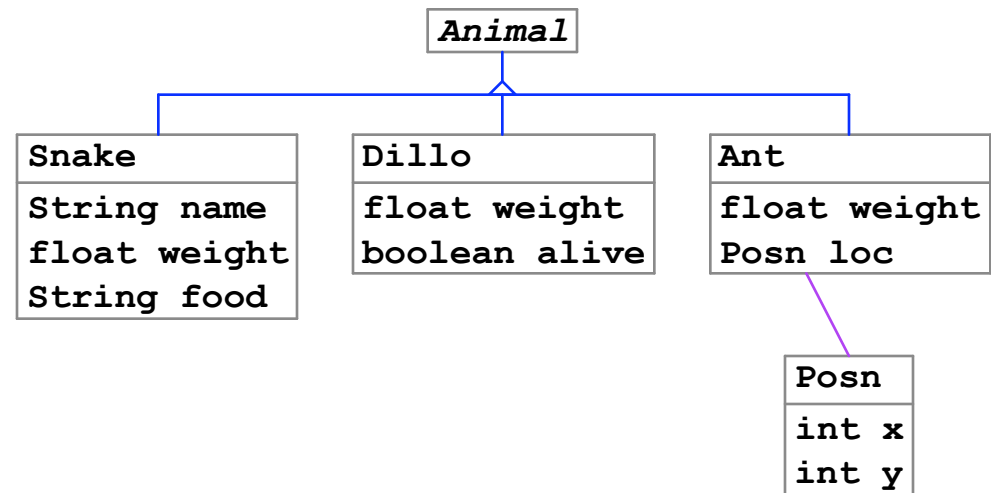 Animal
Snake
String name
float weight
String food
Dillo
float weight
boolean alive
Ant
float weight
Posn loc
Posn
int x
int y